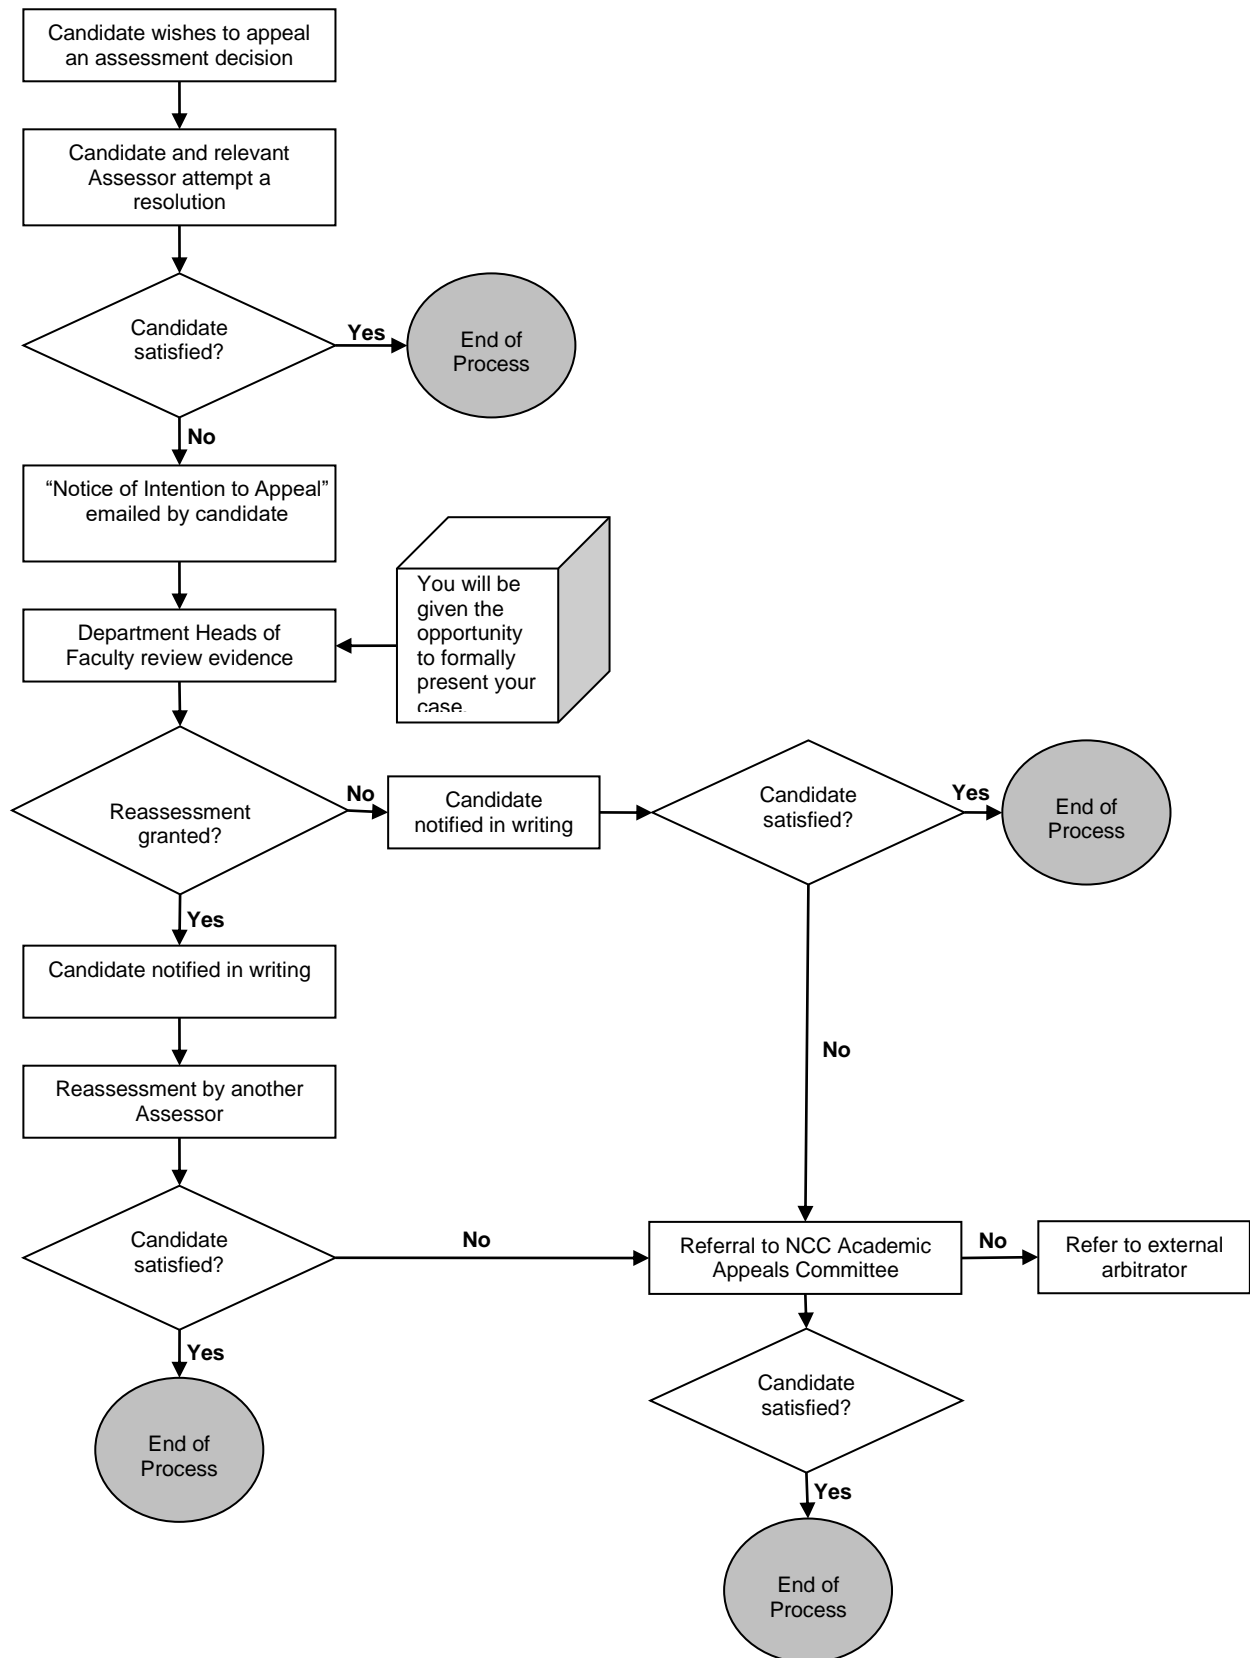 Candidate wishes to appeal
an assessment decision
Candidate and relevant
Assessor attempt a
resolution
Candidate
satisfied?
Yes
End of
Process
No
“Notice of Intention to Appeal”
emailed by candidate
You will be
given the
opportunity
to formally
present your
case.
Department Heads of
Faculty review evidence
Reassessment
granted?
No
Candidate
notified in writing
Candidate
satisfied?
Yes
End of
Process
Yes
No
Candidate notified in writing
Reassessment by another
Assessor
Candidate
satisfied?
No
Referral to NCC Academic
Appeals Committee
No
Refer to external
arbitrator
Yes
End of
Process
Candidate
satisfied?
Yes
End of
Process